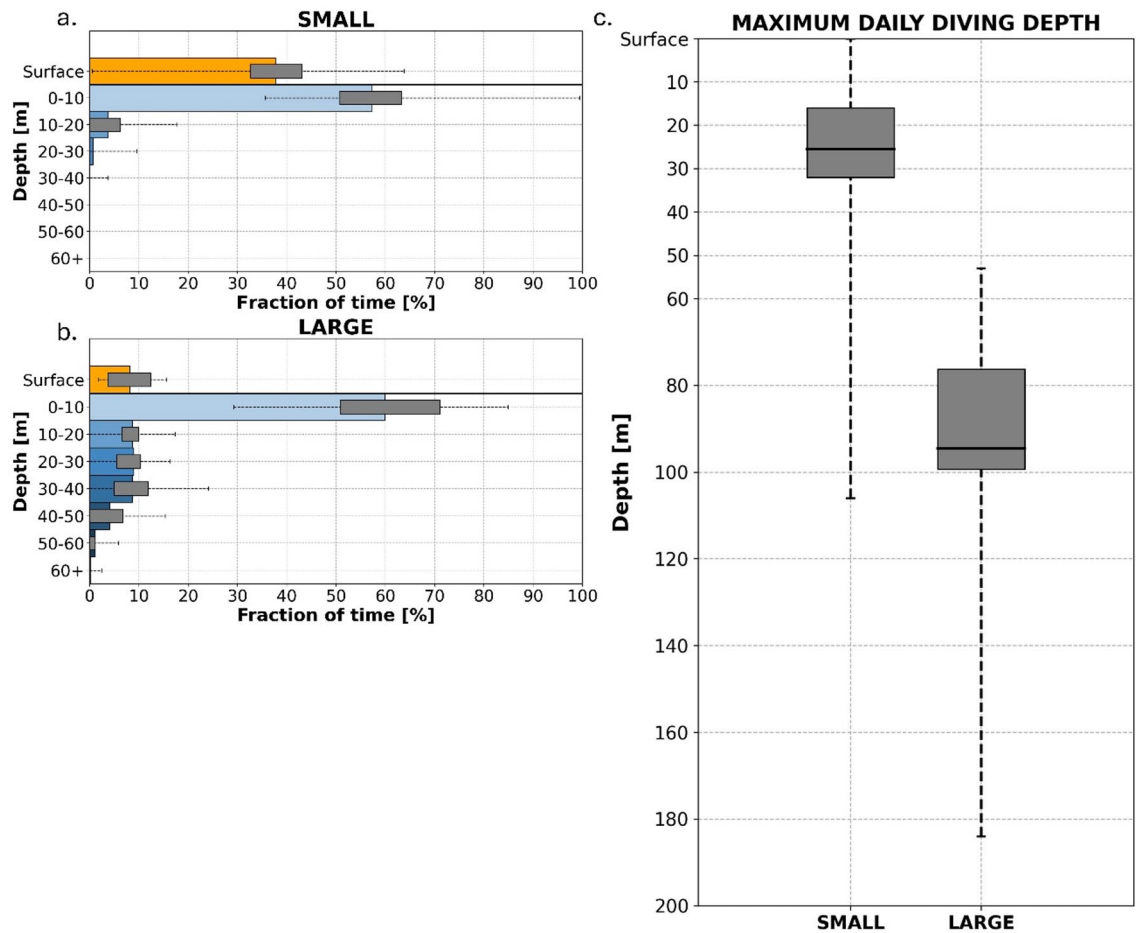 a.
SMALL
Depth [m]
Surface
0-10
10-20
20-30
30-40
40-50
50-60
60+
0 10 20 30 40 50 60 70 80 90 100
Fraction of time [%]
b.
LARGE
Depth [m]
Surface
0-10
10-20
20-30
30-40
40-50
50-60
60+
0 10 20 30 40 50 60 70 80 90 100
Fraction of time [%]
c.
MAXIMUM DAILY DIVING DEPTH
Depth [m]
Surface
10
20
30
40
50
60
80
100
120
140
160
180
200
SMALL LARGE